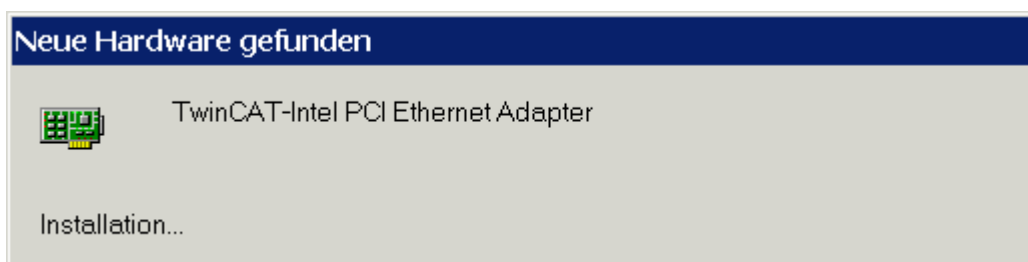 Neue Hardware gefunden
TwinCAT-Intel PCI Ethernet Adapter
Installation...